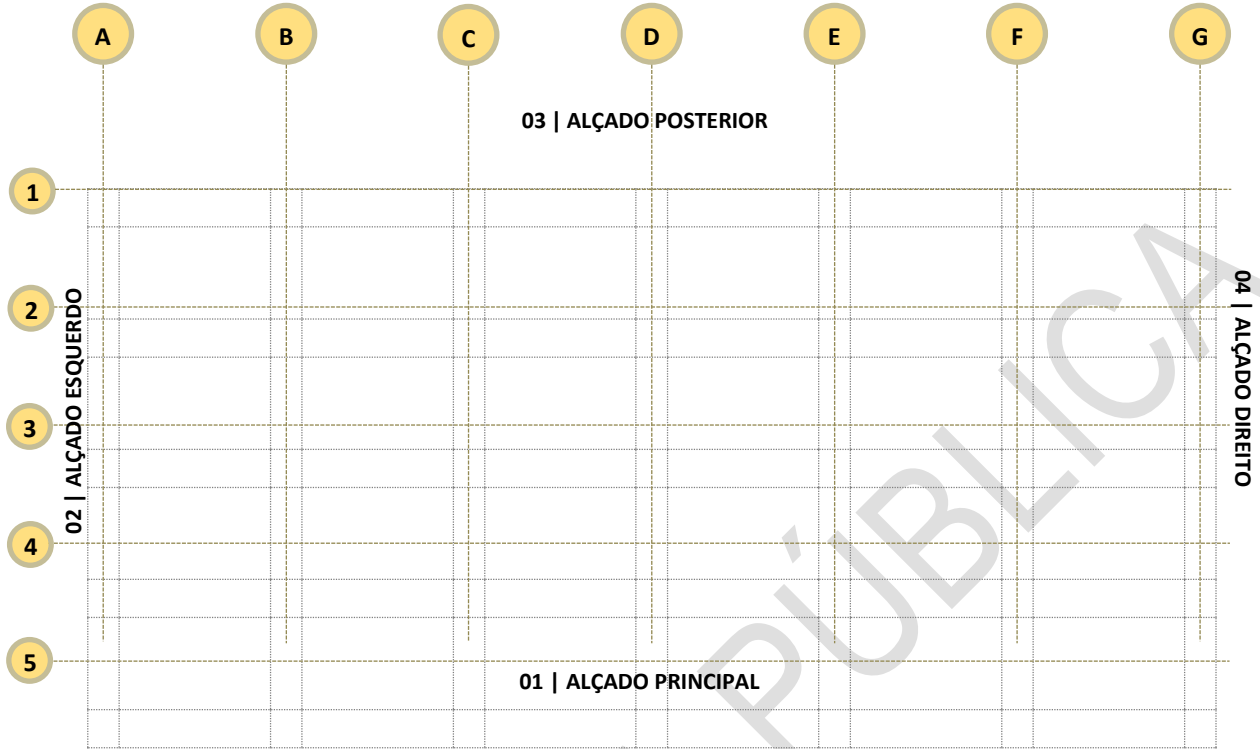 A B C D E F G
03 | ALÇADO POSTERIOR
1
2
3
4
5
02 | ALÇADO ESQUERDO
04 | ALÇADO DIREITO
01 | ALÇADO PRINCIPAL
PÚBLICA